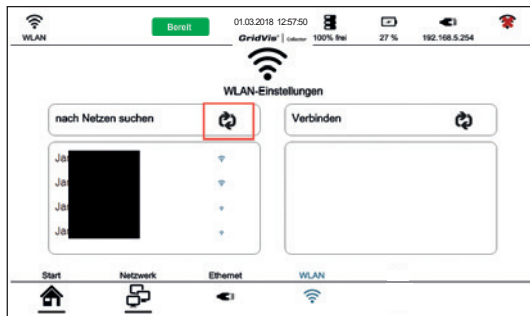 WLAN
Bereit
01.03.2018 12:57:50
GridVis® | Collector
100% frei
27 %
192.168.5.254
WLAN-Einstellungen
nach Netzen suchen
Verbinden
Ja
Ja
Ja
Ja
Start Netzwerk Ethernet WLAN